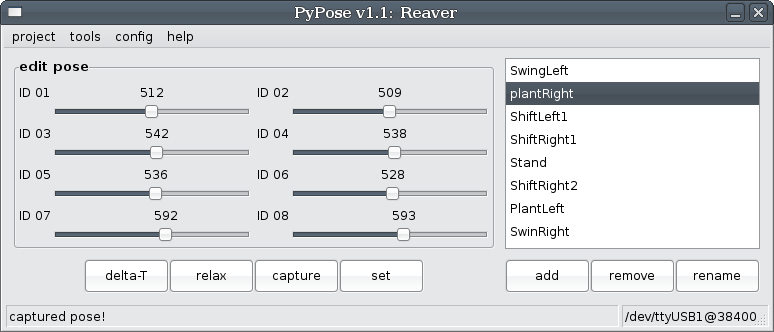 PyPose v1.1: Reaver
project tools config help
edit pose
ID 01 512 ID 02 509
ID 03 542 ID 04 538
ID 05 536 ID 06 528
ID 07 592 ID 08 593
delta-T relax capture set
SwingLeft
plantRight
ShiftLeft1
ShiftRight1
Stand
ShiftRight2
PlantLeft
SwinRight
add remove rename
captured pose! /dev/ttyUSB1@38400